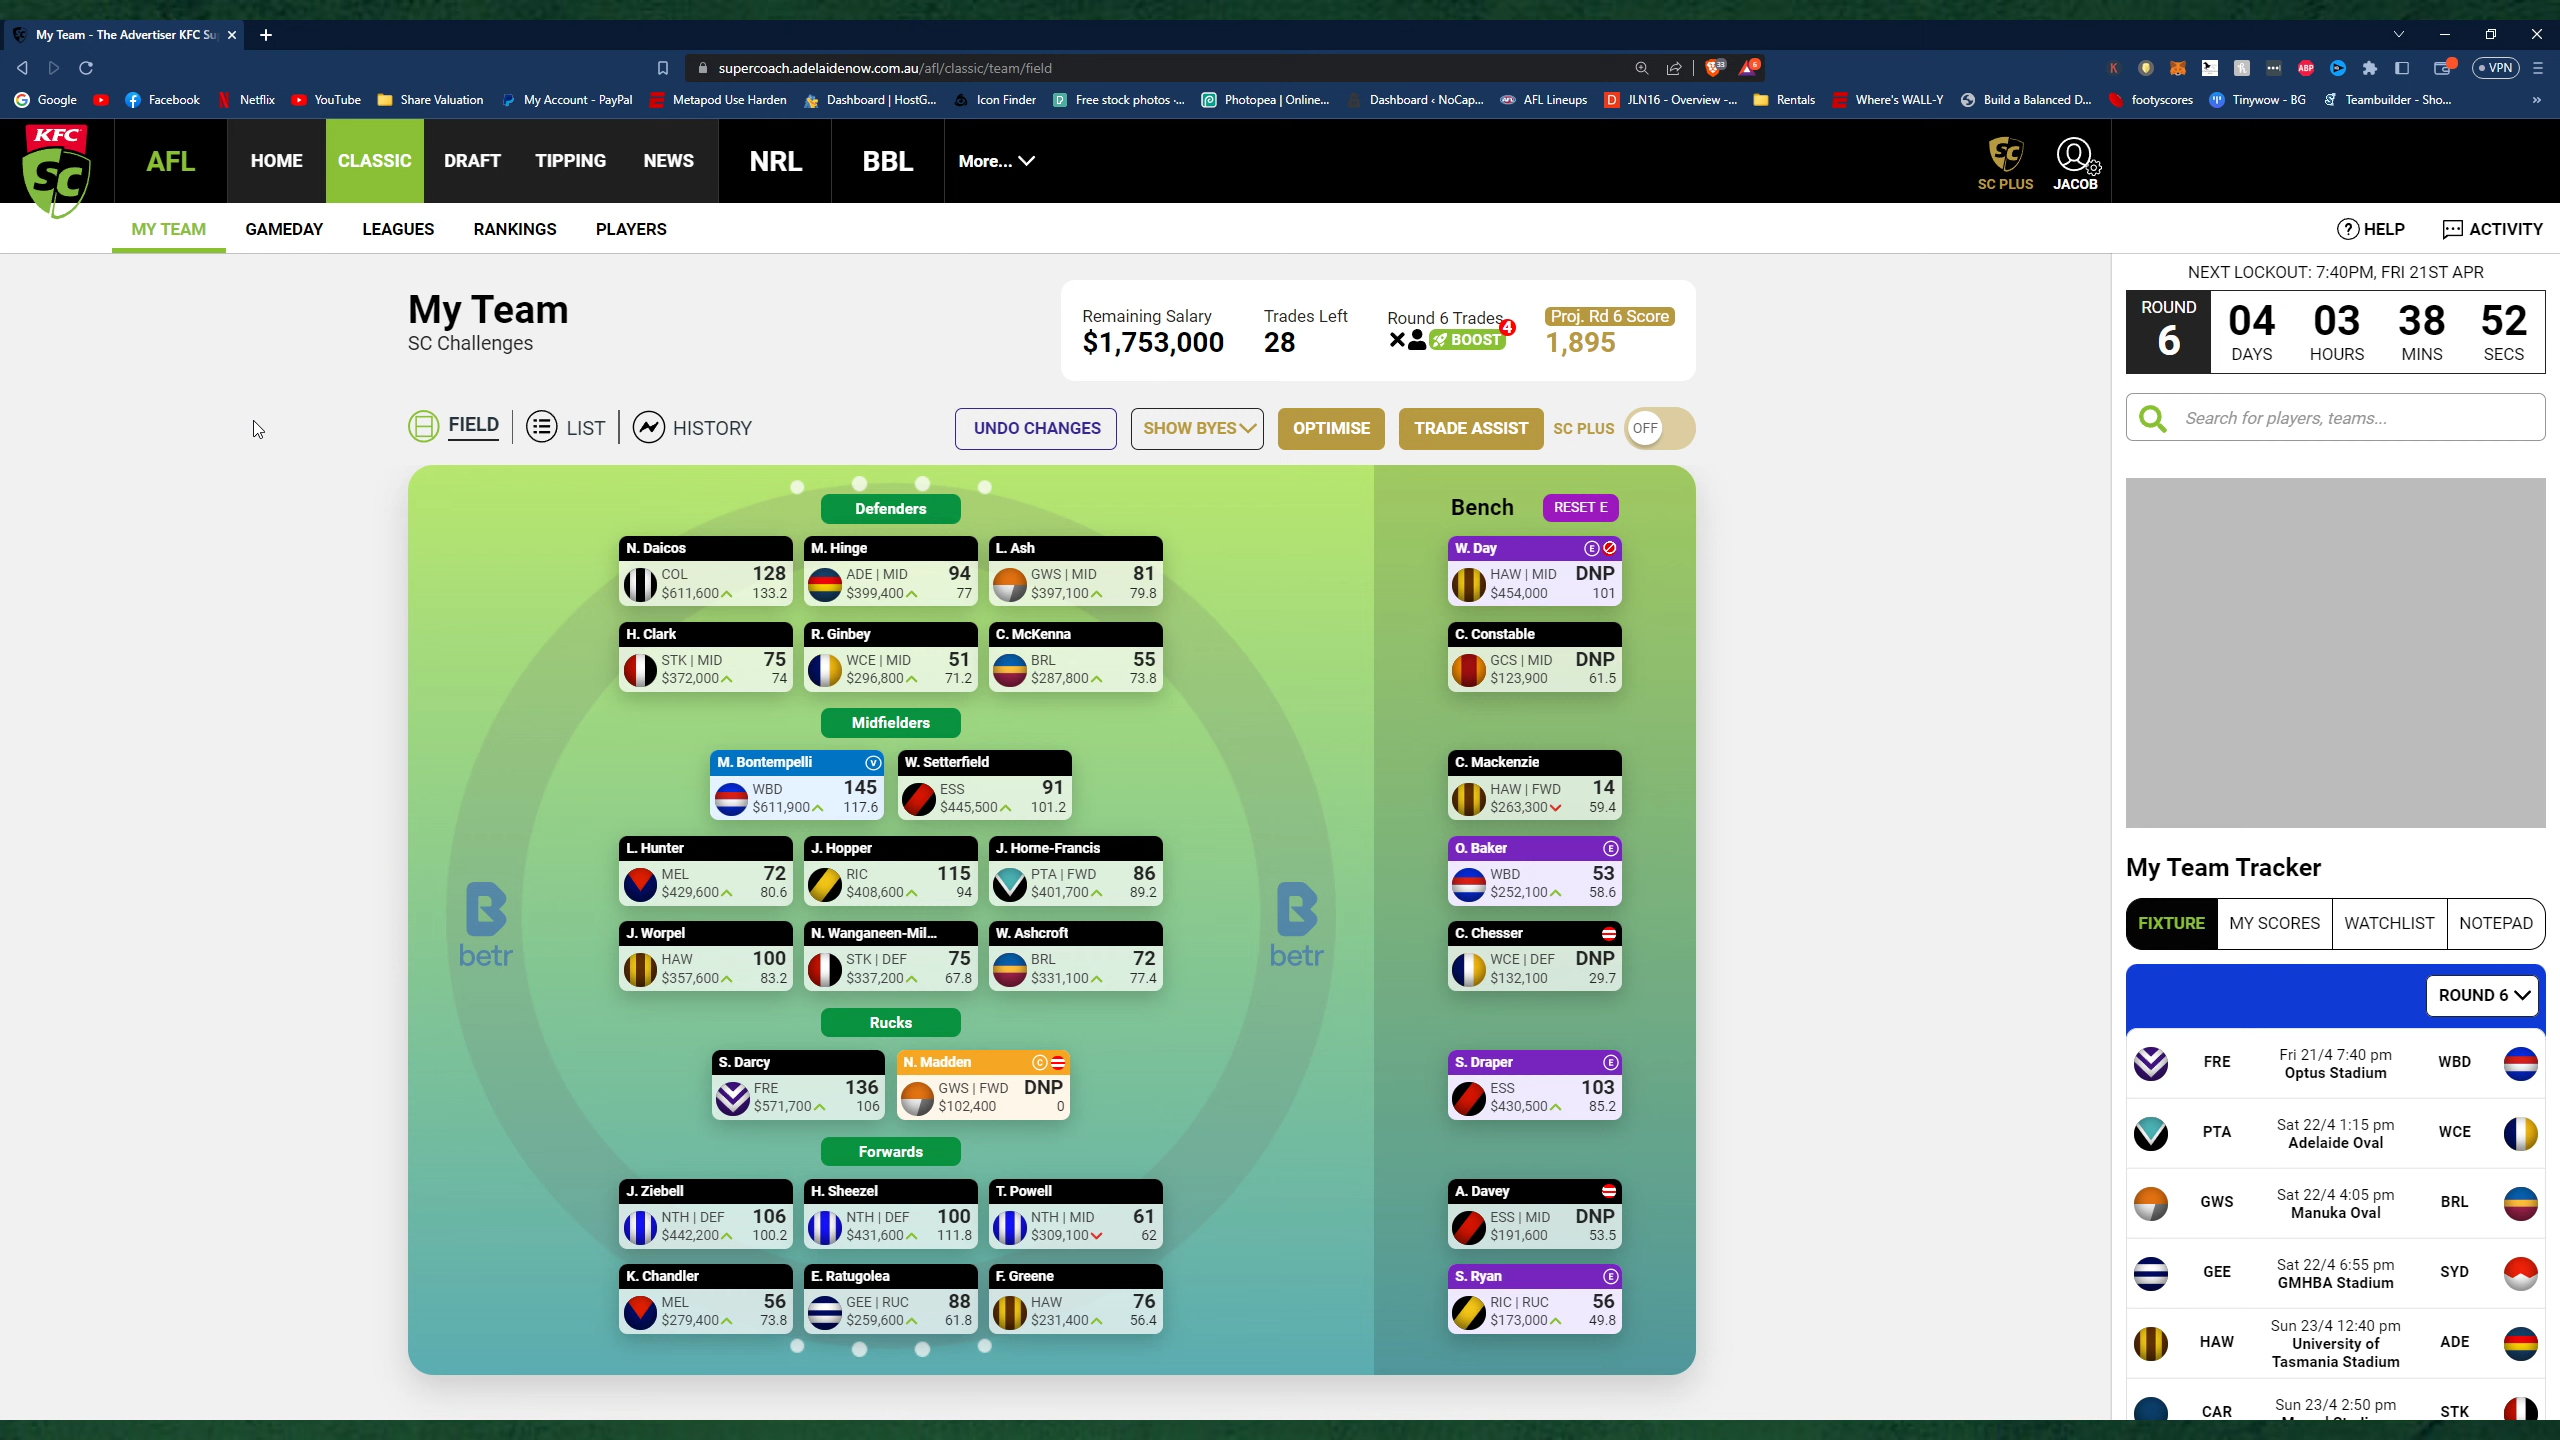 My Team - The Advertiser KFC Su
supercoach.adelaidenow.com.au/afl/classic/team/field
33
6
ABP
VPN
Google
Facebook
Netflix
YouTube
Share Valuation
My Account - PayPal
Metapod Use Harden
Dashboard | HostG...
Icon Finder
Free stock photos -...
Photopea | Online...
Dashboard ‹ NoCap...
AFL Lineups
JLN16 - Overview -...
Rentals
Where's WALL-Y
Build a Balanced D...
footyscores
Tinywow - BG
Teambuilder - Sho...
KFC
SC
AFL
HOME
CLASSIC
DRAFT
TIPPING
NEWS
NRL
BBL
More...
SC
SC PLUS
JACOB
MY TEAM
GAMEDAY
LEAGUES
RANKINGS
PLAYERS
HELP
ACTIVITY
My Team
SC Challenges
Remaining Salary
$1,753,000
Trades Left
28
Round 6 Trades
BOOST
4
Proj. Rd 6 Score
1,895
FIELD
LIST
HISTORY
UNDO CHANGES
SHOW BYES
OPTIMISE
TRADE ASSIST
SC PLUS
OFF
Defenders
N. Daicos
COL 128
$611,600 133.2
M. Hinge
ADE | MID 94
$399,400 77
L. Ash
GWS | MID 81
$397,100 79.8
H. Clark
STK | MID 75
$372,000 74
R. Ginbey
WCE | MID 51
$296,800 71.2
C. McKenna
BRL 55
$287,800 73.8
Midfielders
M. Bontempelli V
WBD 145
$611,900 117.6
W. Setterfield
ESS 91
$445,500 101.2
L. Hunter
MEL 72
$429,600 80.6
J. Hopper
RIC 115
$408,600 94
J. Horne-Francis
PTA | FWD 86
$401,700 89.2
J. Worpel
HAW 100
$357,600 83.2
N. Wanganeen-Mil...
STK | DEF 75
$337,200 67.8
W. Ashcroft
BRL 72
$331,100 77.4
betr
betr
Rucks
S. Darcy
FRE 136
$571,700 106
N. Madden C
GWS | FWD DNP
$102,400 0
Forwards
J. Ziebell
NTH | DEF 106
$442,200 100.2
H. Sheezel
NTH | DEF 100
$431,600 111.8
T. Powell
NTH | MID 61
$309,100 62
K. Chandler
MEL 56
$279,400 73.8
E. Ratugolea
GEE | RUC 88
$259,600 61.8
F. Greene
HAW 76
$231,400 56.4
Bench
RESET E
W. Day E
HAW | MID DNP
$454,000 101
C. Constable
GCS | MID DNP
$123,900 61.5
C. Mackenzie
HAW | FWD 14
$263,300 59.4
O. Baker E
WBD 53
$252,100 58.6
C. Chesser
WCE | DEF DNP
$132,100 29.7
S. Draper E
ESS 103
$430,500 85.2
A. Davey
ESS | MID DNP
$191,600 53.5
S. Ryan E
RIC | RUC 56
$173,000 49.8
NEXT LOCKOUT: 7:40PM, FRI 21ST APR
ROUND 6
04 DAYS
03 HOURS
38 MINS
52 SECS
Search for players, teams...
My Team Tracker
FIXTURE
MY SCORES
WATCHLIST
NOTEPAD
ROUND 6
FRE Fri 21/4 7:40 pm WBD
Optus Stadium
PTA Sat 22/4 1:15 pm WCE
Adelaide Oval
GWS Sat 22/4 4:05 pm BRL
Manuka Oval
GEE Sat 22/4 6:55 pm SYD
GMHBA Stadium
HAW Sun 23/4 12:40 pm ADE
University of
Tasmania Stadium
CAR Sun 23/4 2:50 pm STK